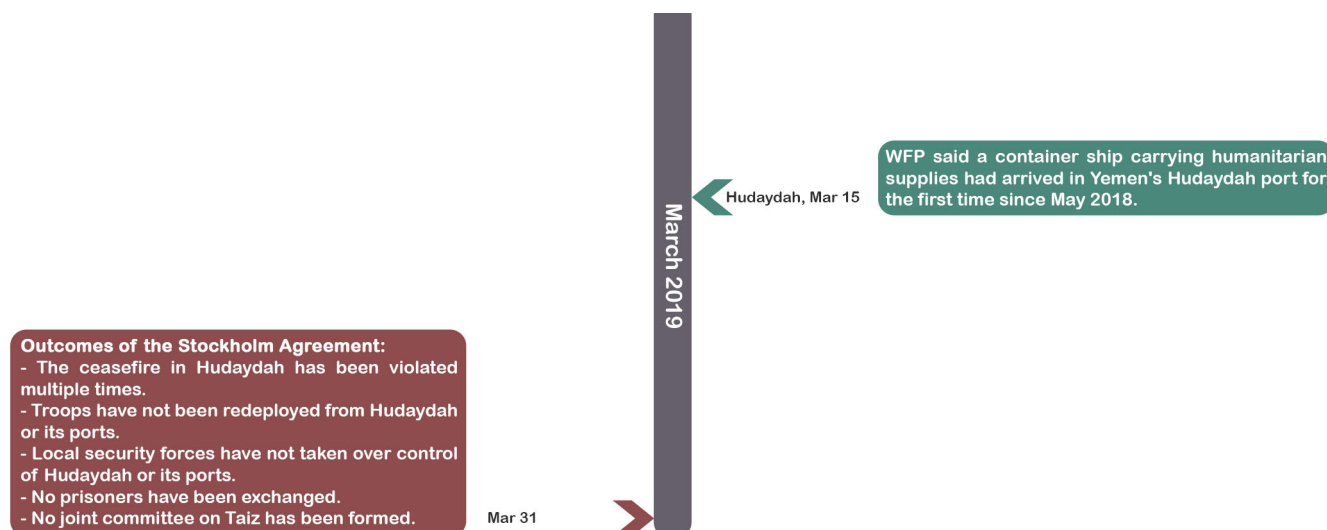 WFP said a container ship carrying humanitarian
supplies had arrived in Yemen's Hudaydah port for
the first time since May 2018.
Hudaydah, Mar 15
March 2019
Outcomes of the Stockholm Agreement:
- The ceasefire in Hudaydah has been violated
multiple times.
- Troops have not been redeployed from Hudaydah
or its ports.
- Local security forces have not taken over control
of Hudaydah or its ports.
- No prisoners have been exchanged.
- No joint committee on Taiz has been formed.
Mar 31